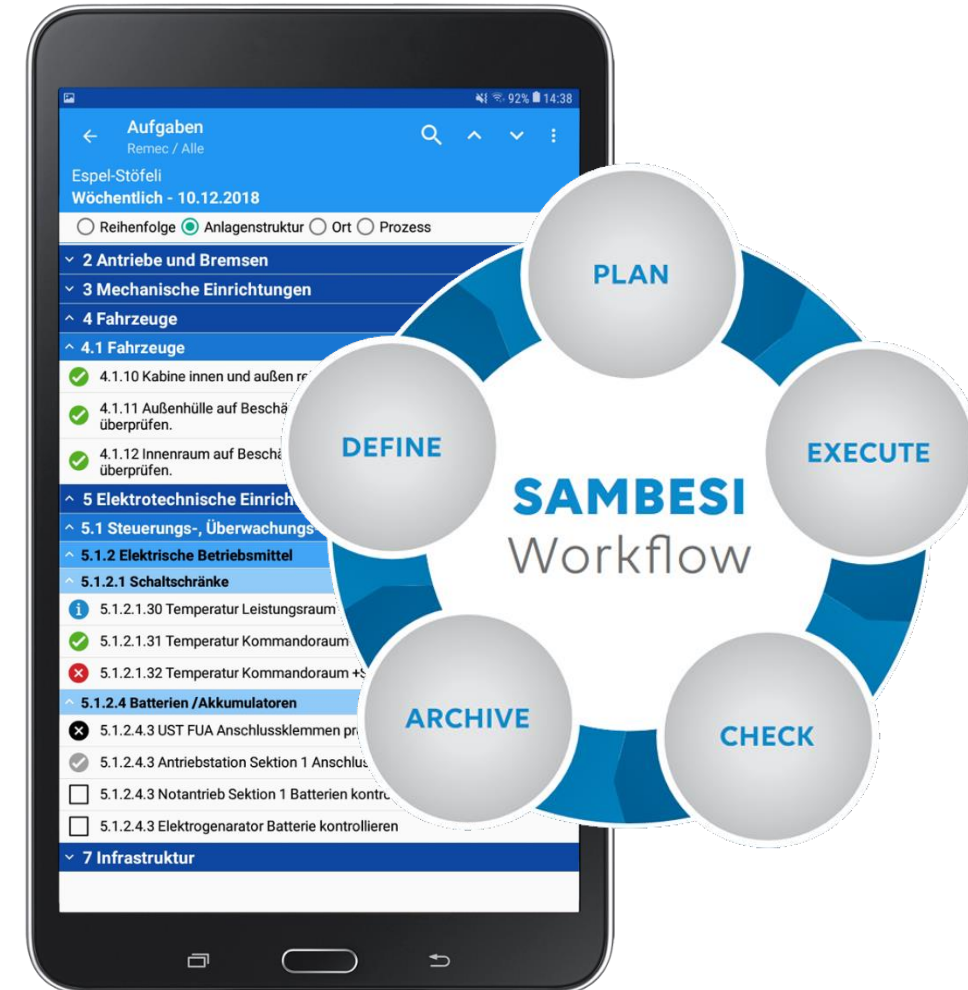 92% 14:38
Aufgaben
Remec / Alle
Espel-Stöfeli
Wöchentlich - 10.12.2018
Reihenfolge Anlagenstruktur Ort Prozess
2 Antriebe und Bremsen
3 Mechanische Einrichtungen
4 Fahrzeuge
4.1 Fahrzeuge
4.1.10 Kabine innen und außen re
4.1.11 Außenhülle auf Beschä
überprüfen.
4.1.12 Innenraum auf Beschä
überprüfen.
5 Elektrotechnische Einrich
5.1 Steuerungs-, Überwachungs-
5.1.2 Elektrische Betriebsmittel
5.1.2.1 Schaltschränke
5.1.2.1.30 Temperatur Leistungsraum
5.1.2.1.31 Temperatur Kommandoraum
5.1.2.1.32 Temperatur Kommandoraum +S
5.1.2.4 Batterien /Akkumulatoren
5.1.2.4.3 UST FUA Anschlussklemmen pr
5.1.2.4.3 Antriebstation Sektion 1 Anschlus
5.1.2.4.3 Notantrieb Sektion 1 Batterien kontro
5.1.2.4.3 Elektrogenarator Batterie kontrollieren
7 Infrastruktur
PLAN
DEFINE
EXECUTE
SAMBESI
Workflow
ARCHIVE
CHECK